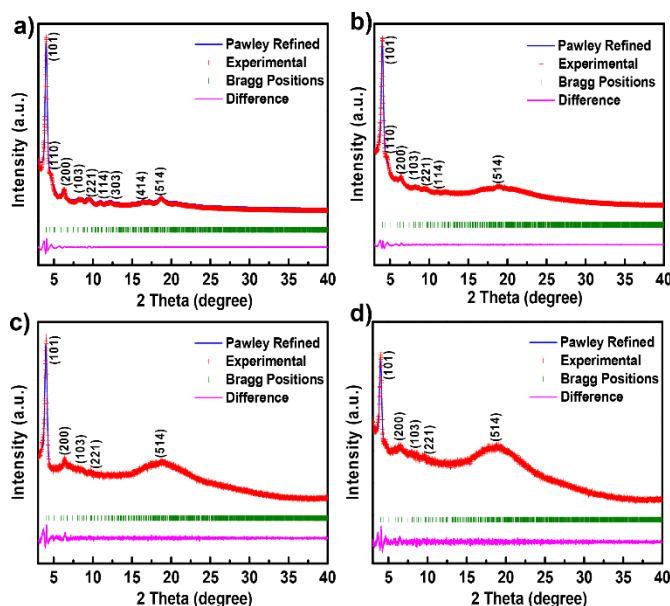 a)
Intensity (a.u.)
(101)
(110)
(200)
(103)
(221)
(114)
(303)
(414)
(514)
Pawley Refined
Experimental
Bragg Positions
Difference
5 10 15 20 25 30 35 40
2 Theta (degree)
b)
Intensity (a.u.)
(101)
(110)
(200)
(103)
(221)
(114)
(514)
Pawley Refined
Experimental
Bragg Positions
Difference
5 10 15 20 25 30 35 40
2 Theta (degree)
c)
Intensity (a.u.)
(101)
(200)
(103)
(221)
(514)
Pawley Refined
Experimental
Bragg Positions
Difference
5 10 15 20 25 30 35 40
2 Theta (degree)
d)
Intensity (a.u.)
(101)
(200)
(103)
(221)
(514)
Pawley Refined
Experimental
Bragg Positions
Difference
5 10 15 20 25 30 35 40
2 Theta (degree)